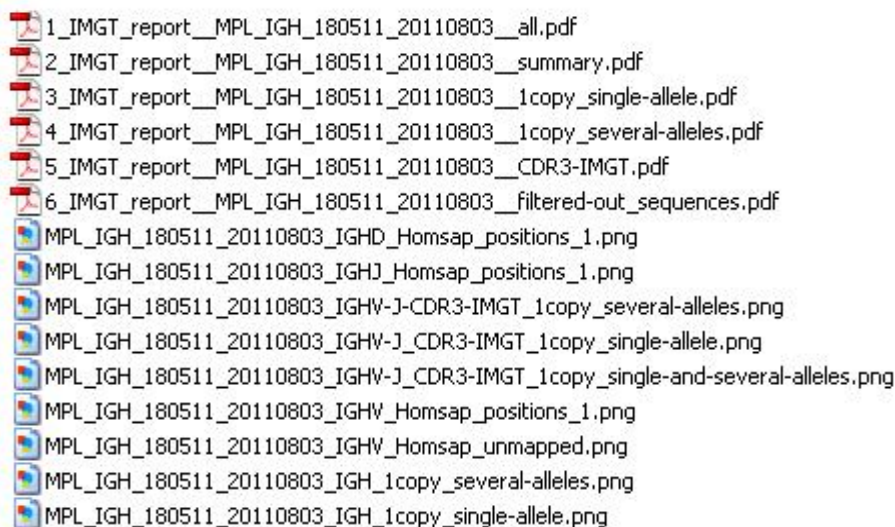 1_IMGT_report__MPL_IGH_180511_20110803__all.pdf
2_IMGT_report__MPL_IGH_180511_20110803__summary.pdf
3_IMGT_report__MPL_IGH_180511_20110803__1copy_single-allele.pdf
4_IMGT_report__MPL_IGH_180511_20110803__1copy_several-alleles.pdf
5_IMGT_report__MPL_IGH_180511_20110803__CDR3-IMGT.pdf
6_IMGT_report__MPL_IGH_180511_20110803__filtered-out_sequences.pdf
MPL_IGH_180511_20110803_IGHD_Homsap_positions_1.png
MPL_IGH_180511_20110803_IGHJ_Homsap_positions_1.png
MPL_IGH_180511_20110803_IGHV-J-CDR3-IMGT_1copy_several-alleles.png
MPL_IGH_180511_20110803_IGHV-J_CDR3-IMGT_1copy_single-allele.png
MPL_IGH_180511_20110803_IGHV-J_CDR3-IMGT_1copy_single-and-several-alleles.png
MPL_IGH_180511_20110803_IGHV_Homsap_positions_1.png
MPL_IGH_180511_20110803_IGHV_Homsap_unmapped.png
MPL_IGH_180511_20110803_IGH_1copy_several-alleles.png
MPL_IGH_180511_20110803_IGH_1copy_single-allele.png